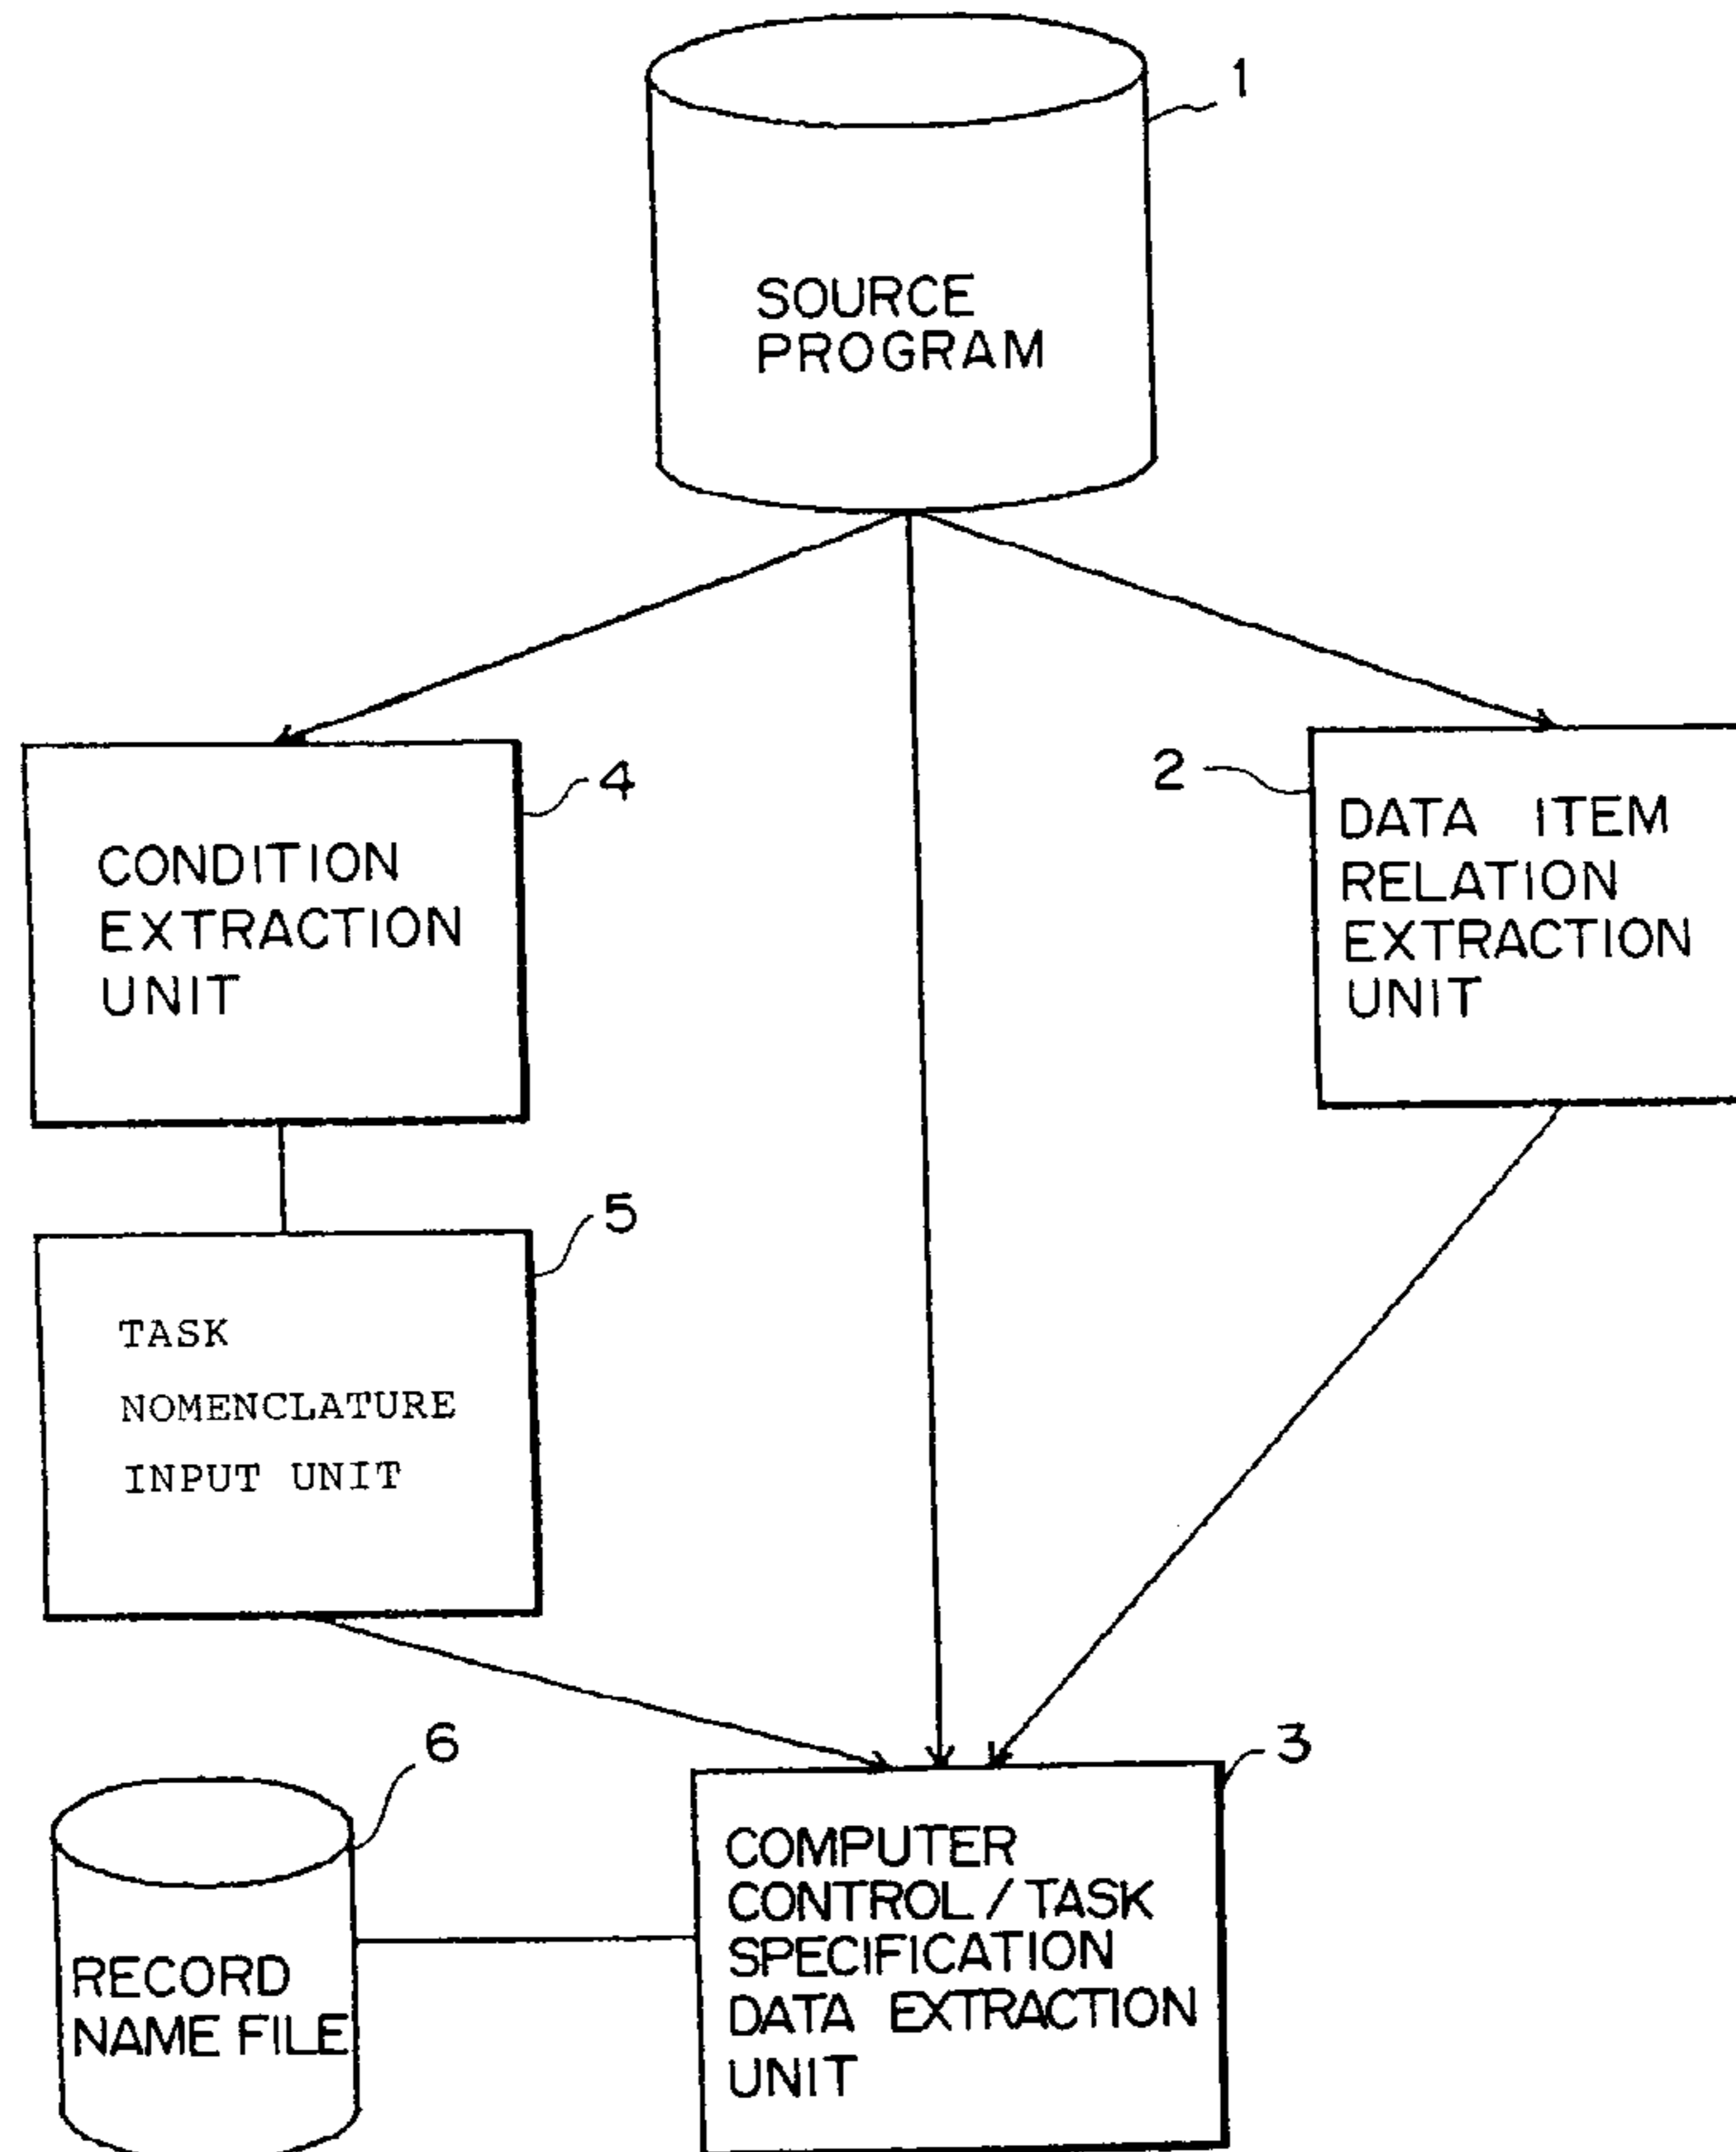 1
SOURCE
PROGRAM
4
CONDITION
EXTRACTION
UNIT
2
DATA ITEM
RELATION
EXTRACTION
UNIT
5
TASK
NOMENCLATURE
INPUT UNIT
6
RECORD
NAME FILE
3
COMPUTER
CONTROL/TASK
SPECIFICATION
DATA EXTRACTION
UNIT